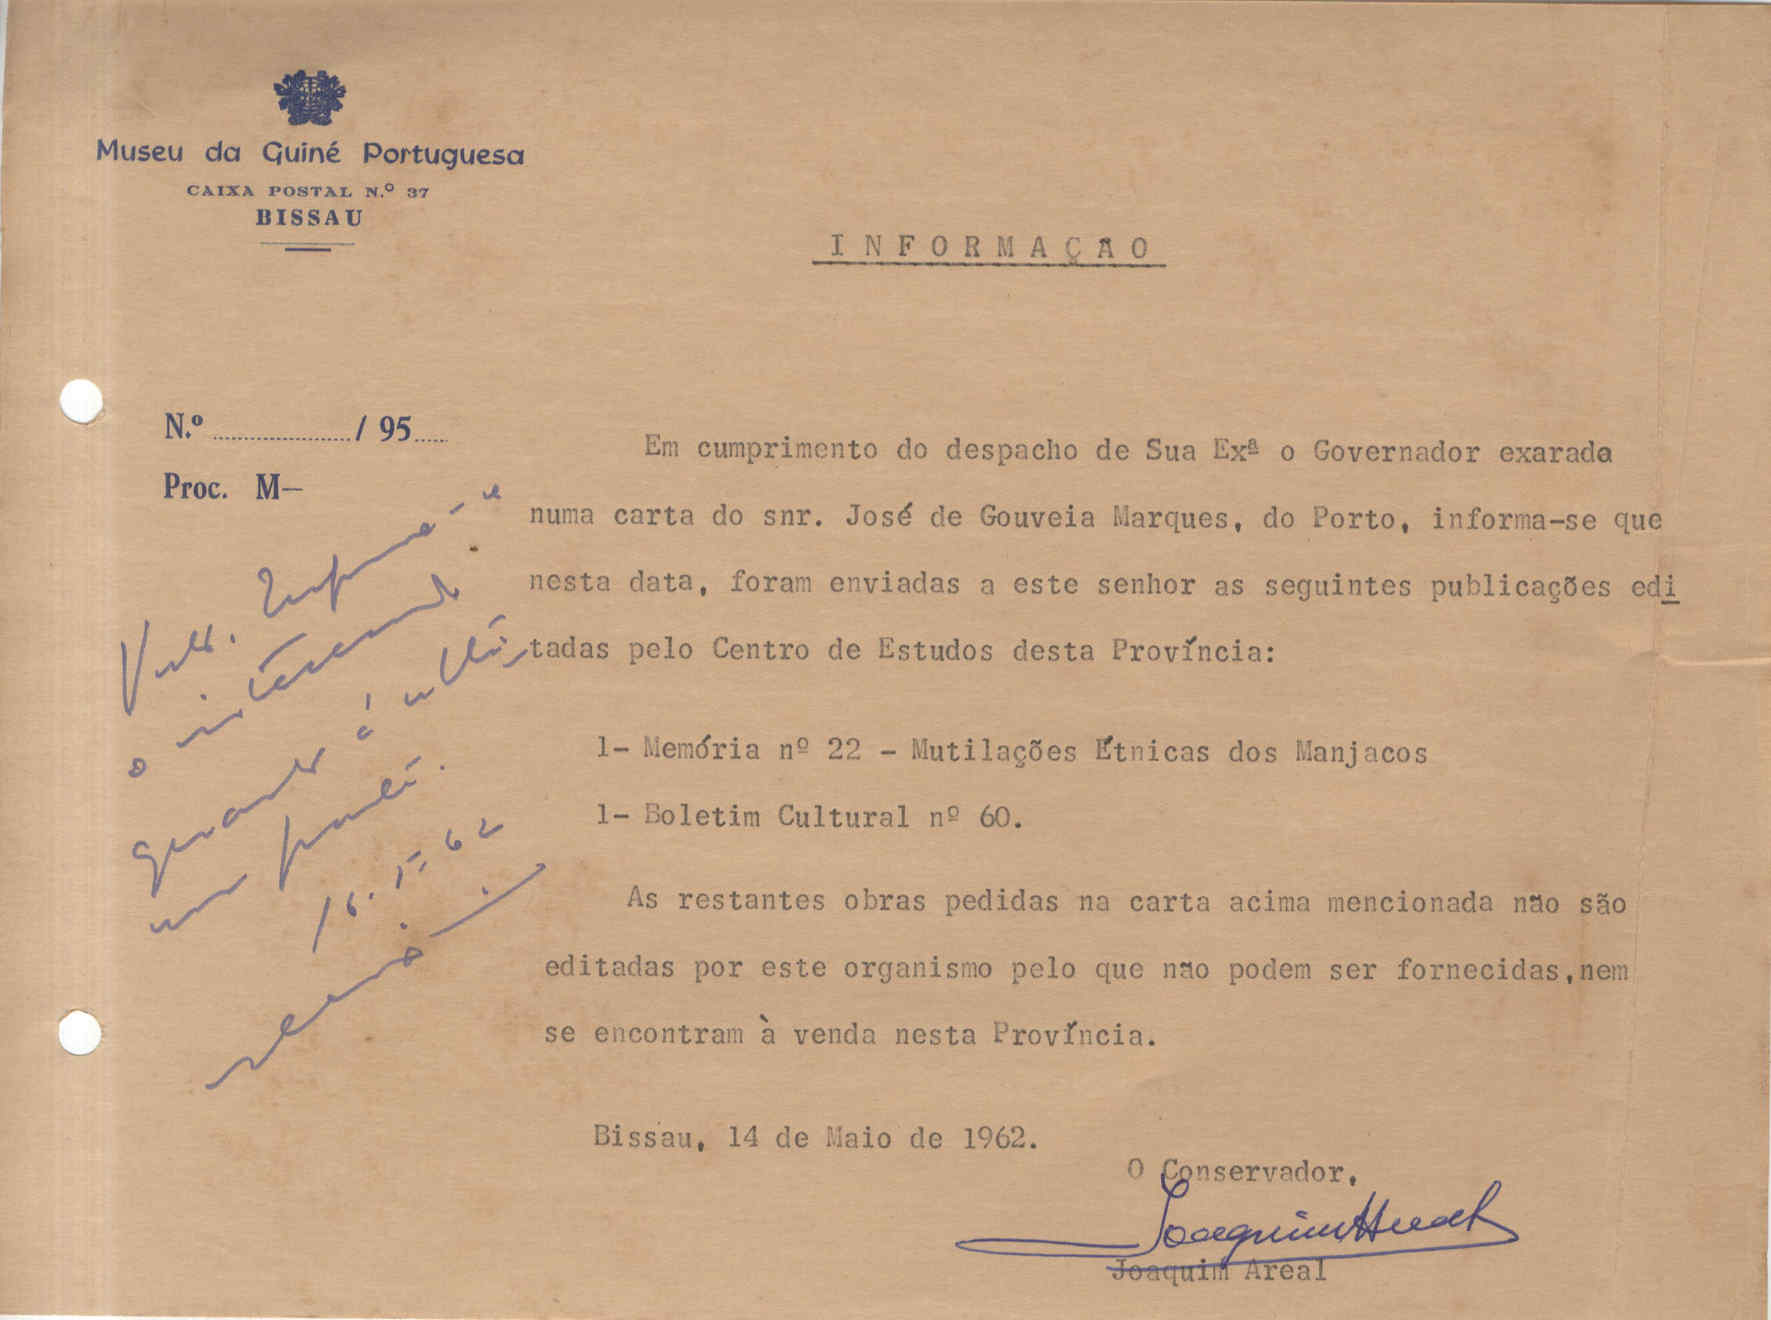 Museu da Guiné Portuguesa
CAIXA POSTAL N.º 37
BISSAU
INFORMAÇÃO
N.º ____ / 95__
Proc. M—
Em cumprimento do despacho de Sua Exª o Governador exarado
numa carta do snr. José de Gouveia Marques, do Porto, informa-se que
nesta data, foram enviadas a este senhor as seguintes publicações edi
tadas pelo Centro de Estudos desta Província:
1- Memória nº 22 - Mutilações Étnicas dos Manjacos
1- Boletim Cultural nº 60.
As restantes obras pedidas na carta acima mencionada não são
editadas por este organismo pelo que não podem ser fornecidas,nem
se encontram à venda nesta Província.
Bissau, 14 de Maio de 1962.
O Conservador,
Joaquim Areal
Joaquim Areal